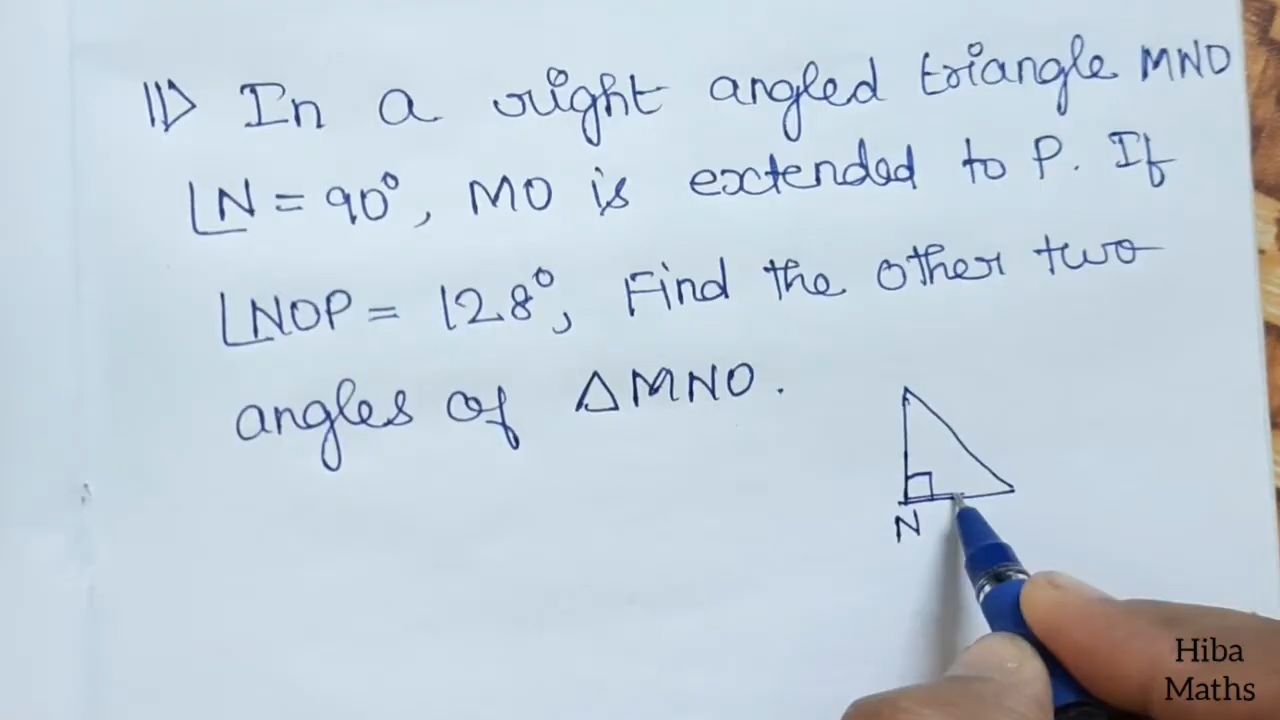 11> In a right angled triangle MNO
∠N = 90°, MO is extended to P. If
∠NOP = 128°, Find the other two
angles of △MNO.
N
Hiba
Maths